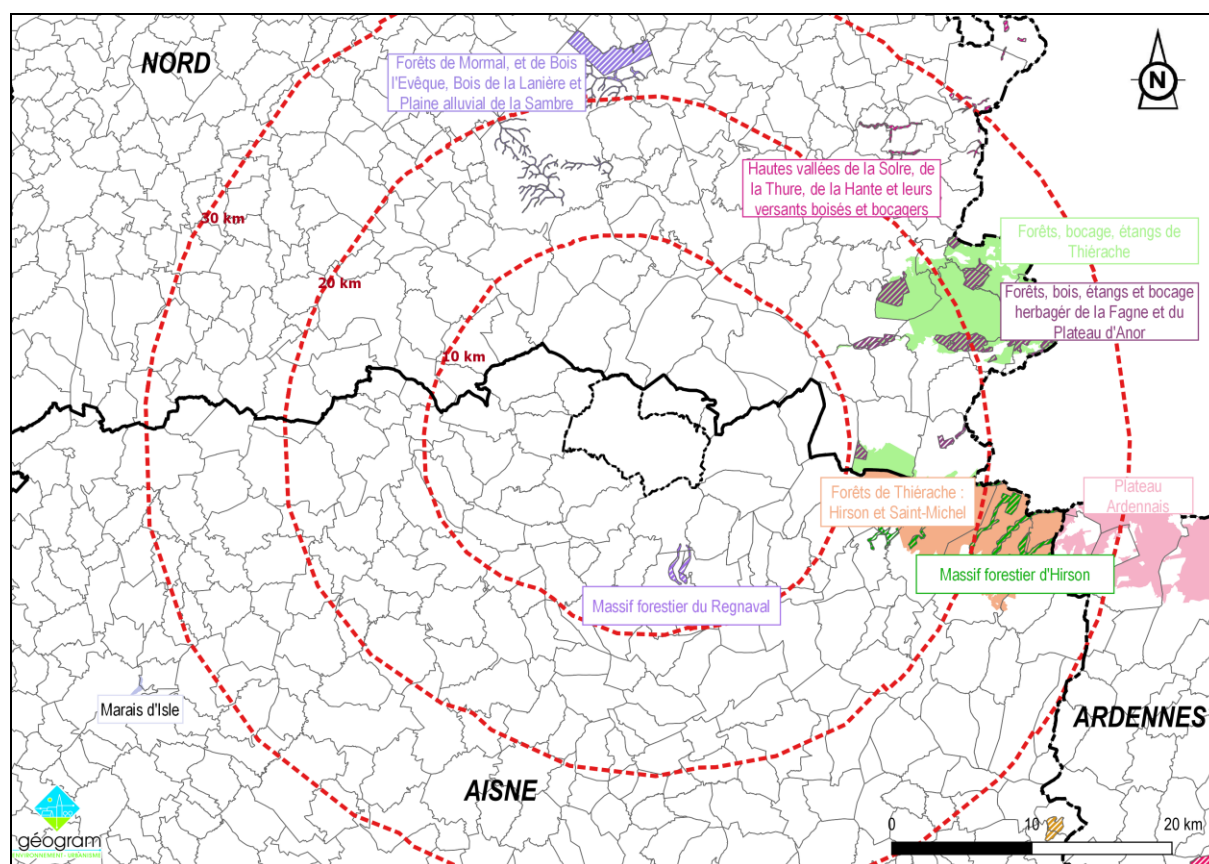 NORD
Forêts de Mormal, et de Bois
l'Evêque, Bois de la Lanière et
Plaine alluvial de la Sambre
N
Hautes vallées de la Solre, de
la Thure, de la Hante et leurs
versants boisés et bocagers
30 km
Forêts, bocage, étangs de
Thiérache
20 km
Forêts, bois, étangs et bocage
herbager de la Fagne et du
Plateau d'Anor
10 km
Forêts de Thiérache :
Hirson et Saint-Michel
Plateau
Ardennais
Massif forestier d'Hirson
Massif forestier du Regnaval
Marais d'Isle
ARDENNES
AISNE
géogram
ENVIRONNEMENT - URBANISME
0 10 20 km